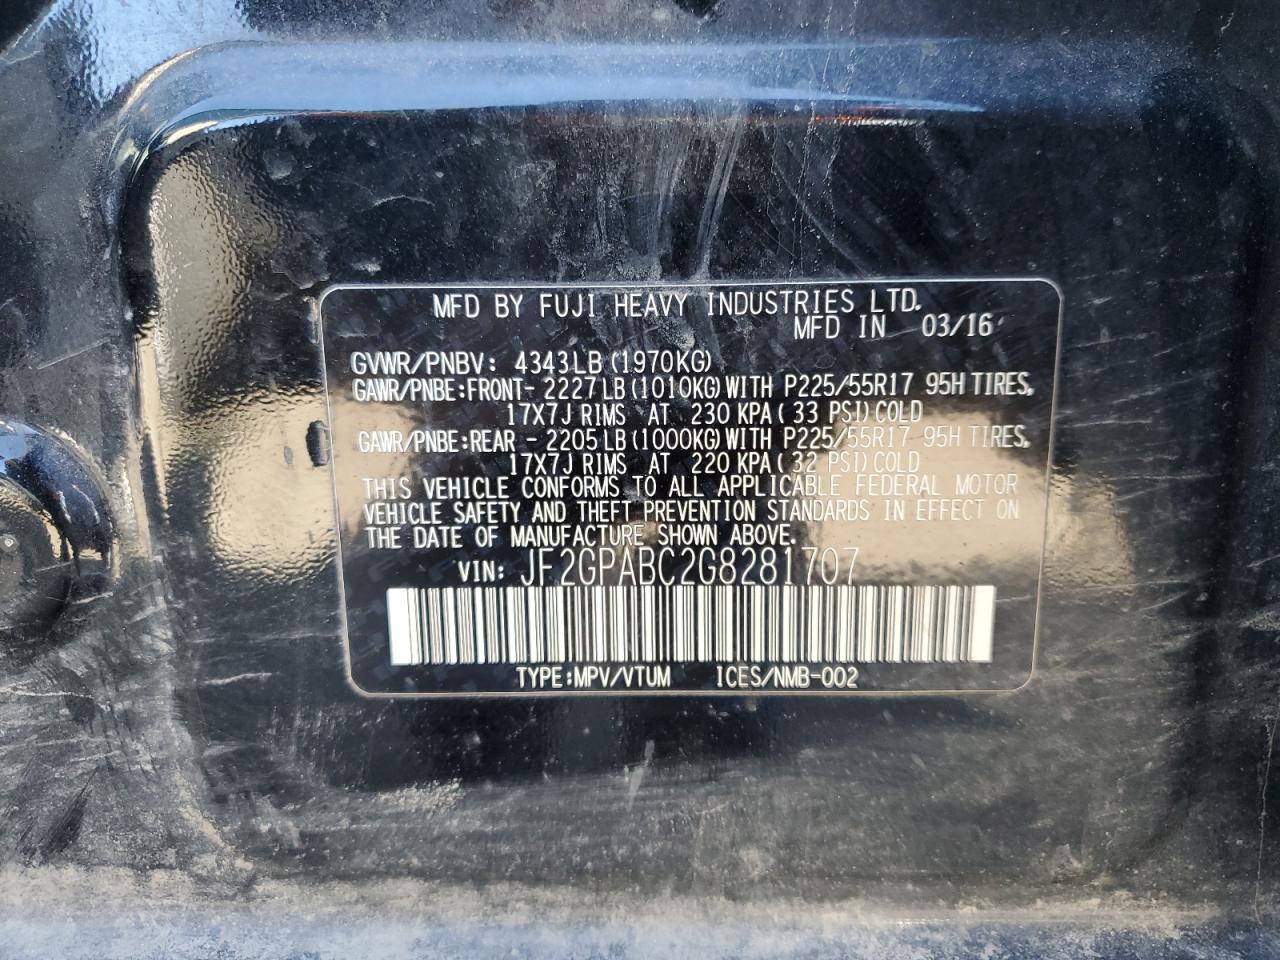 MFD BY FUJI HEAVY INDUSTRIES LTD.
MFD IN 03/16
GVWR/PNBV: 4343LB(1970KG)
GAWR/PNBE:FRONT- 2227LB(1010KG)WITH P225/55R17 95H TIRES,
17X7J RIMS AT 230 KPA(33 PSI)COLD
GAWR/PNBE:REAR - 2205LB(1000KG)WITH P225/55R17 95H TIRES,
17X7J RIMS AT 220 KPA(32 PSI)COLD
THIS VEHICLE CONFORMS TO ALL APPLICABLE FEDERAL MOTOR
VEHICLE SAFETY AND THEFT PREVENTION STANDARDS IN EFFECT ON
THE DATE OF MANUFACTURE SHOWN ABOVE.
VIN: JF2GPABC2G8281707
TYPE:MPV/VTUM ICES/NMB-002